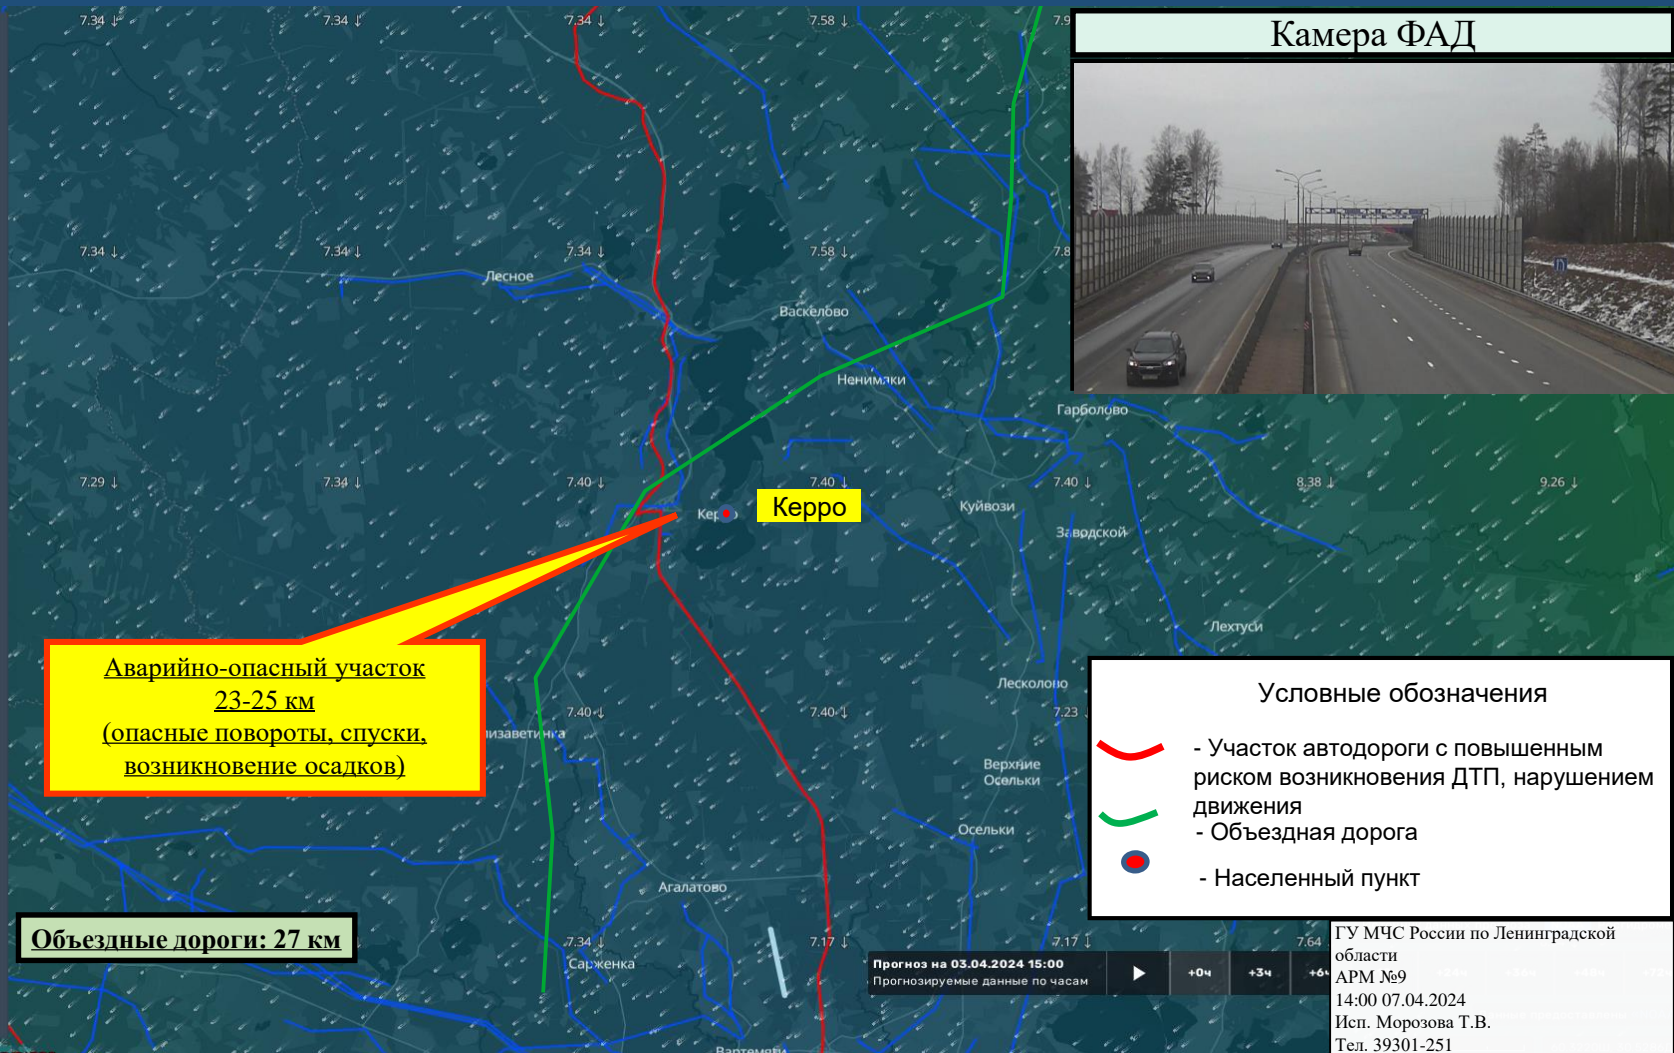 7.34 ↓
7.34 ↓
7.34 ↓
7.58 ↓
Камера ФАД
7.34 ↓
7.34 ↓
7.34 ↓
7.58 ↓
Лесное
Васкелово
Ненимяки
Гарболово
7.29 ↓
7.34 ↓
7.40 ↓
7.40 ↓
7.40 ↓
8.38 ↓
9.26 ↓
Керро
Куйвози
Заводской
Лехтуси
Аварийно-опасный участок
23-25 км
(опасные повороты, спуски,
возникновение осадков)
Лесколово
7.40 ↓
7.40 ↓
7.23
лизаветинка
Верхние
Осельки
Осельки
Условные обозначения
- Участок автодороги с повышенным
риском возникновения ДТП, нарушением
движения
- Объездная дорога
- Населенный пункт
Агалатово
Объездные дороги: 27 км
7.34 ↓
7.17 ↓
7.17 ↓
7.64
Сарженка
Прогноз на 03.04.2024 15:00
Прогнозируемые данные по часам
+0ч
+3ч
+6ч
ГУ МЧС России по Ленинградской
области
АРМ №9
14:00 07.04.2024
Исп. Морозова Т.В.
Тел. 39301-251
Вартемяги